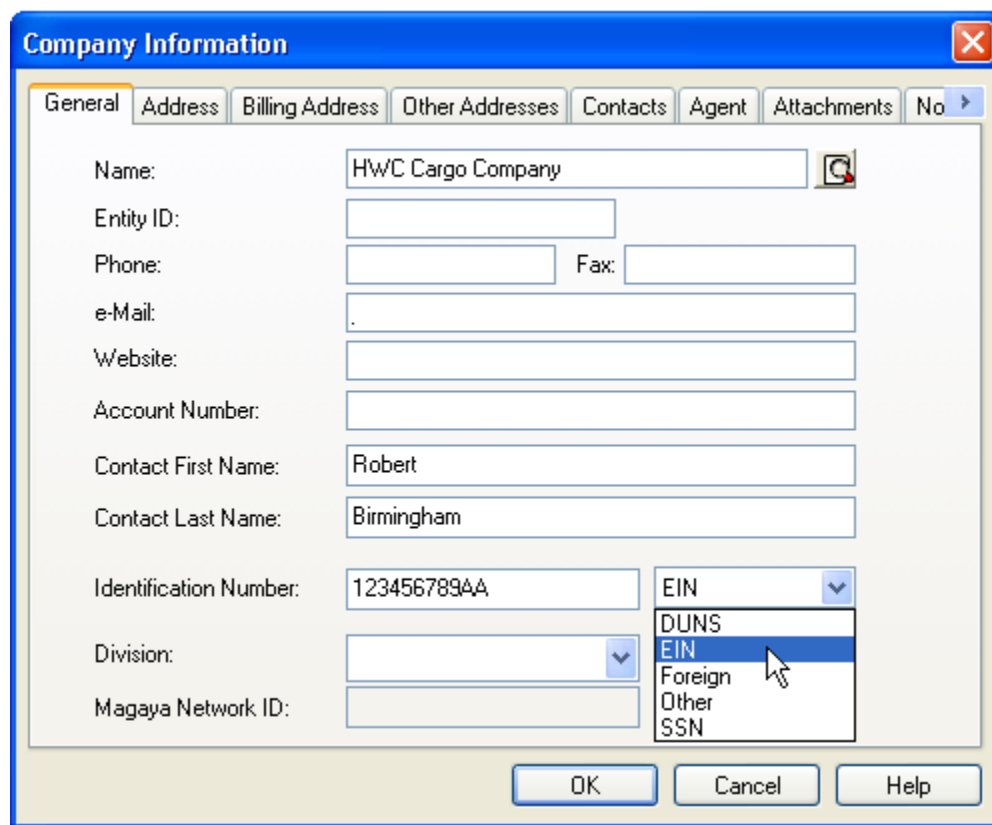 Company Information
General Address Billing Address Other Addresses Contacts Agent Attachments No
Name: HWC Cargo Company
Entity ID:
Phone: Fax:
e-Mail: .
Website:
Account Number:
Contact First Name: Robert
Contact Last Name: Birmingham
Identification Number: 123456789AA EIN
DUNS
Division: EIN
Foreign
Magaya Network ID: Other
SSN
OK Cancel Help